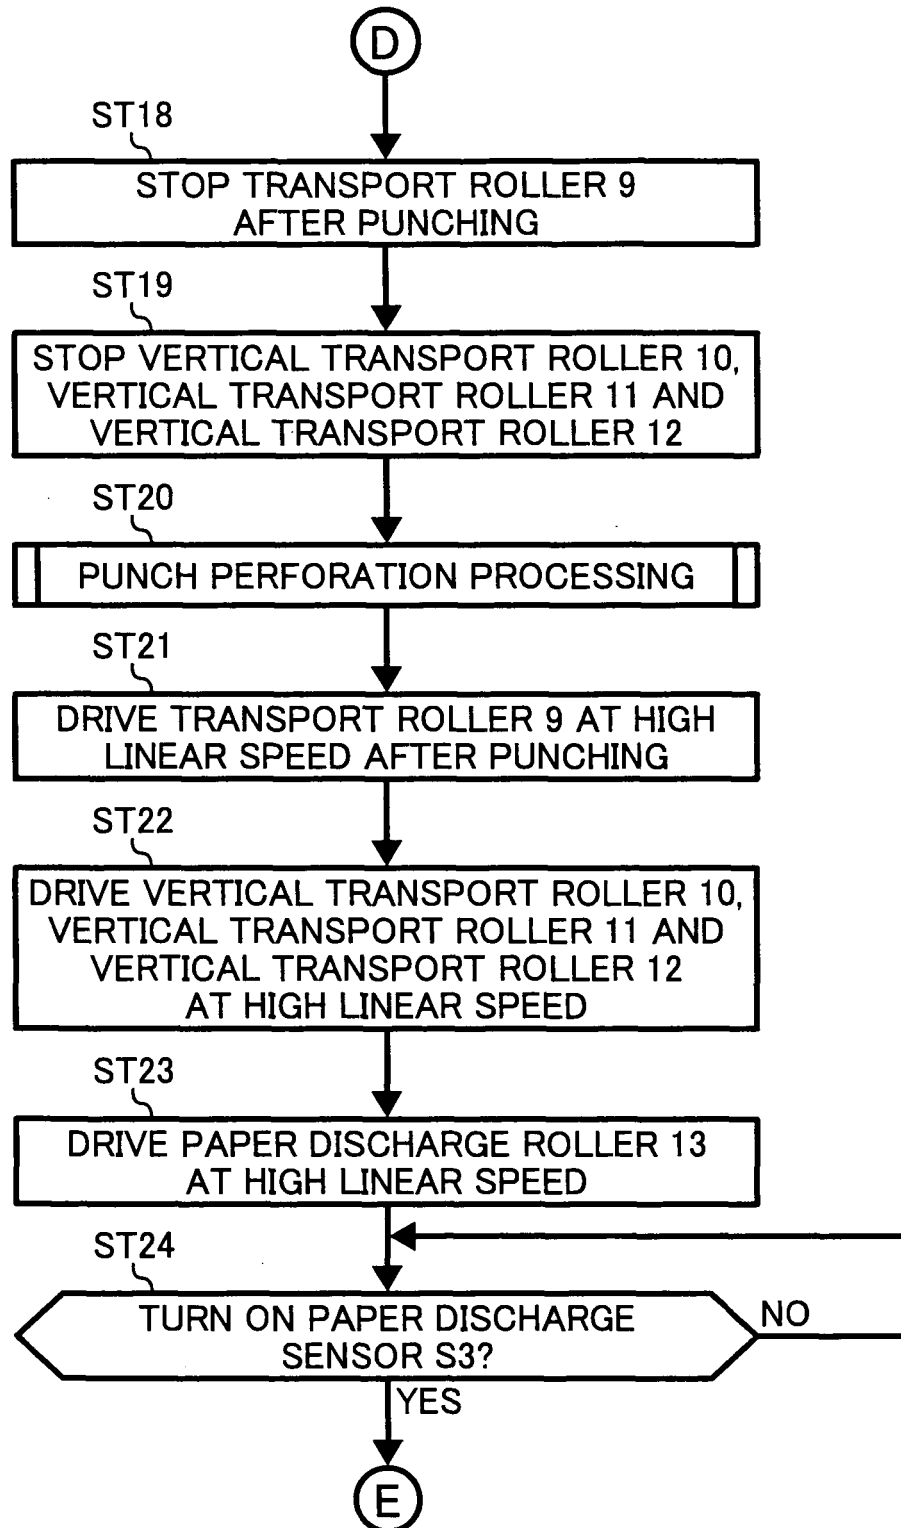 D
ST18
STOP TRANSPORT ROLLER 9
AFTER PUNCHING
ST19
STOP VERTICAL TRANSPORT ROLLER 10,
VERTICAL TRANSPORT ROLLER 11 AND
VERTICAL TRANSPORT ROLLER 12
ST20
PUNCH PERFORATION PROCESSING
ST21
DRIVE TRANSPORT ROLLER 9 AT HIGH
LINEAR SPEED AFTER PUNCHING
ST22
DRIVE VERTICAL TRANSPORT ROLLER 10,
VERTICAL TRANSPORT ROLLER 11 AND
VERTICAL TRANSPORT ROLLER 12
AT HIGH LINEAR SPEED
ST23
DRIVE PAPER DISCHARGE ROLLER 13
AT HIGH LINEAR SPEED
ST24
TURN ON PAPER DISCHARGE
SENSOR S3?
NO
YES
E